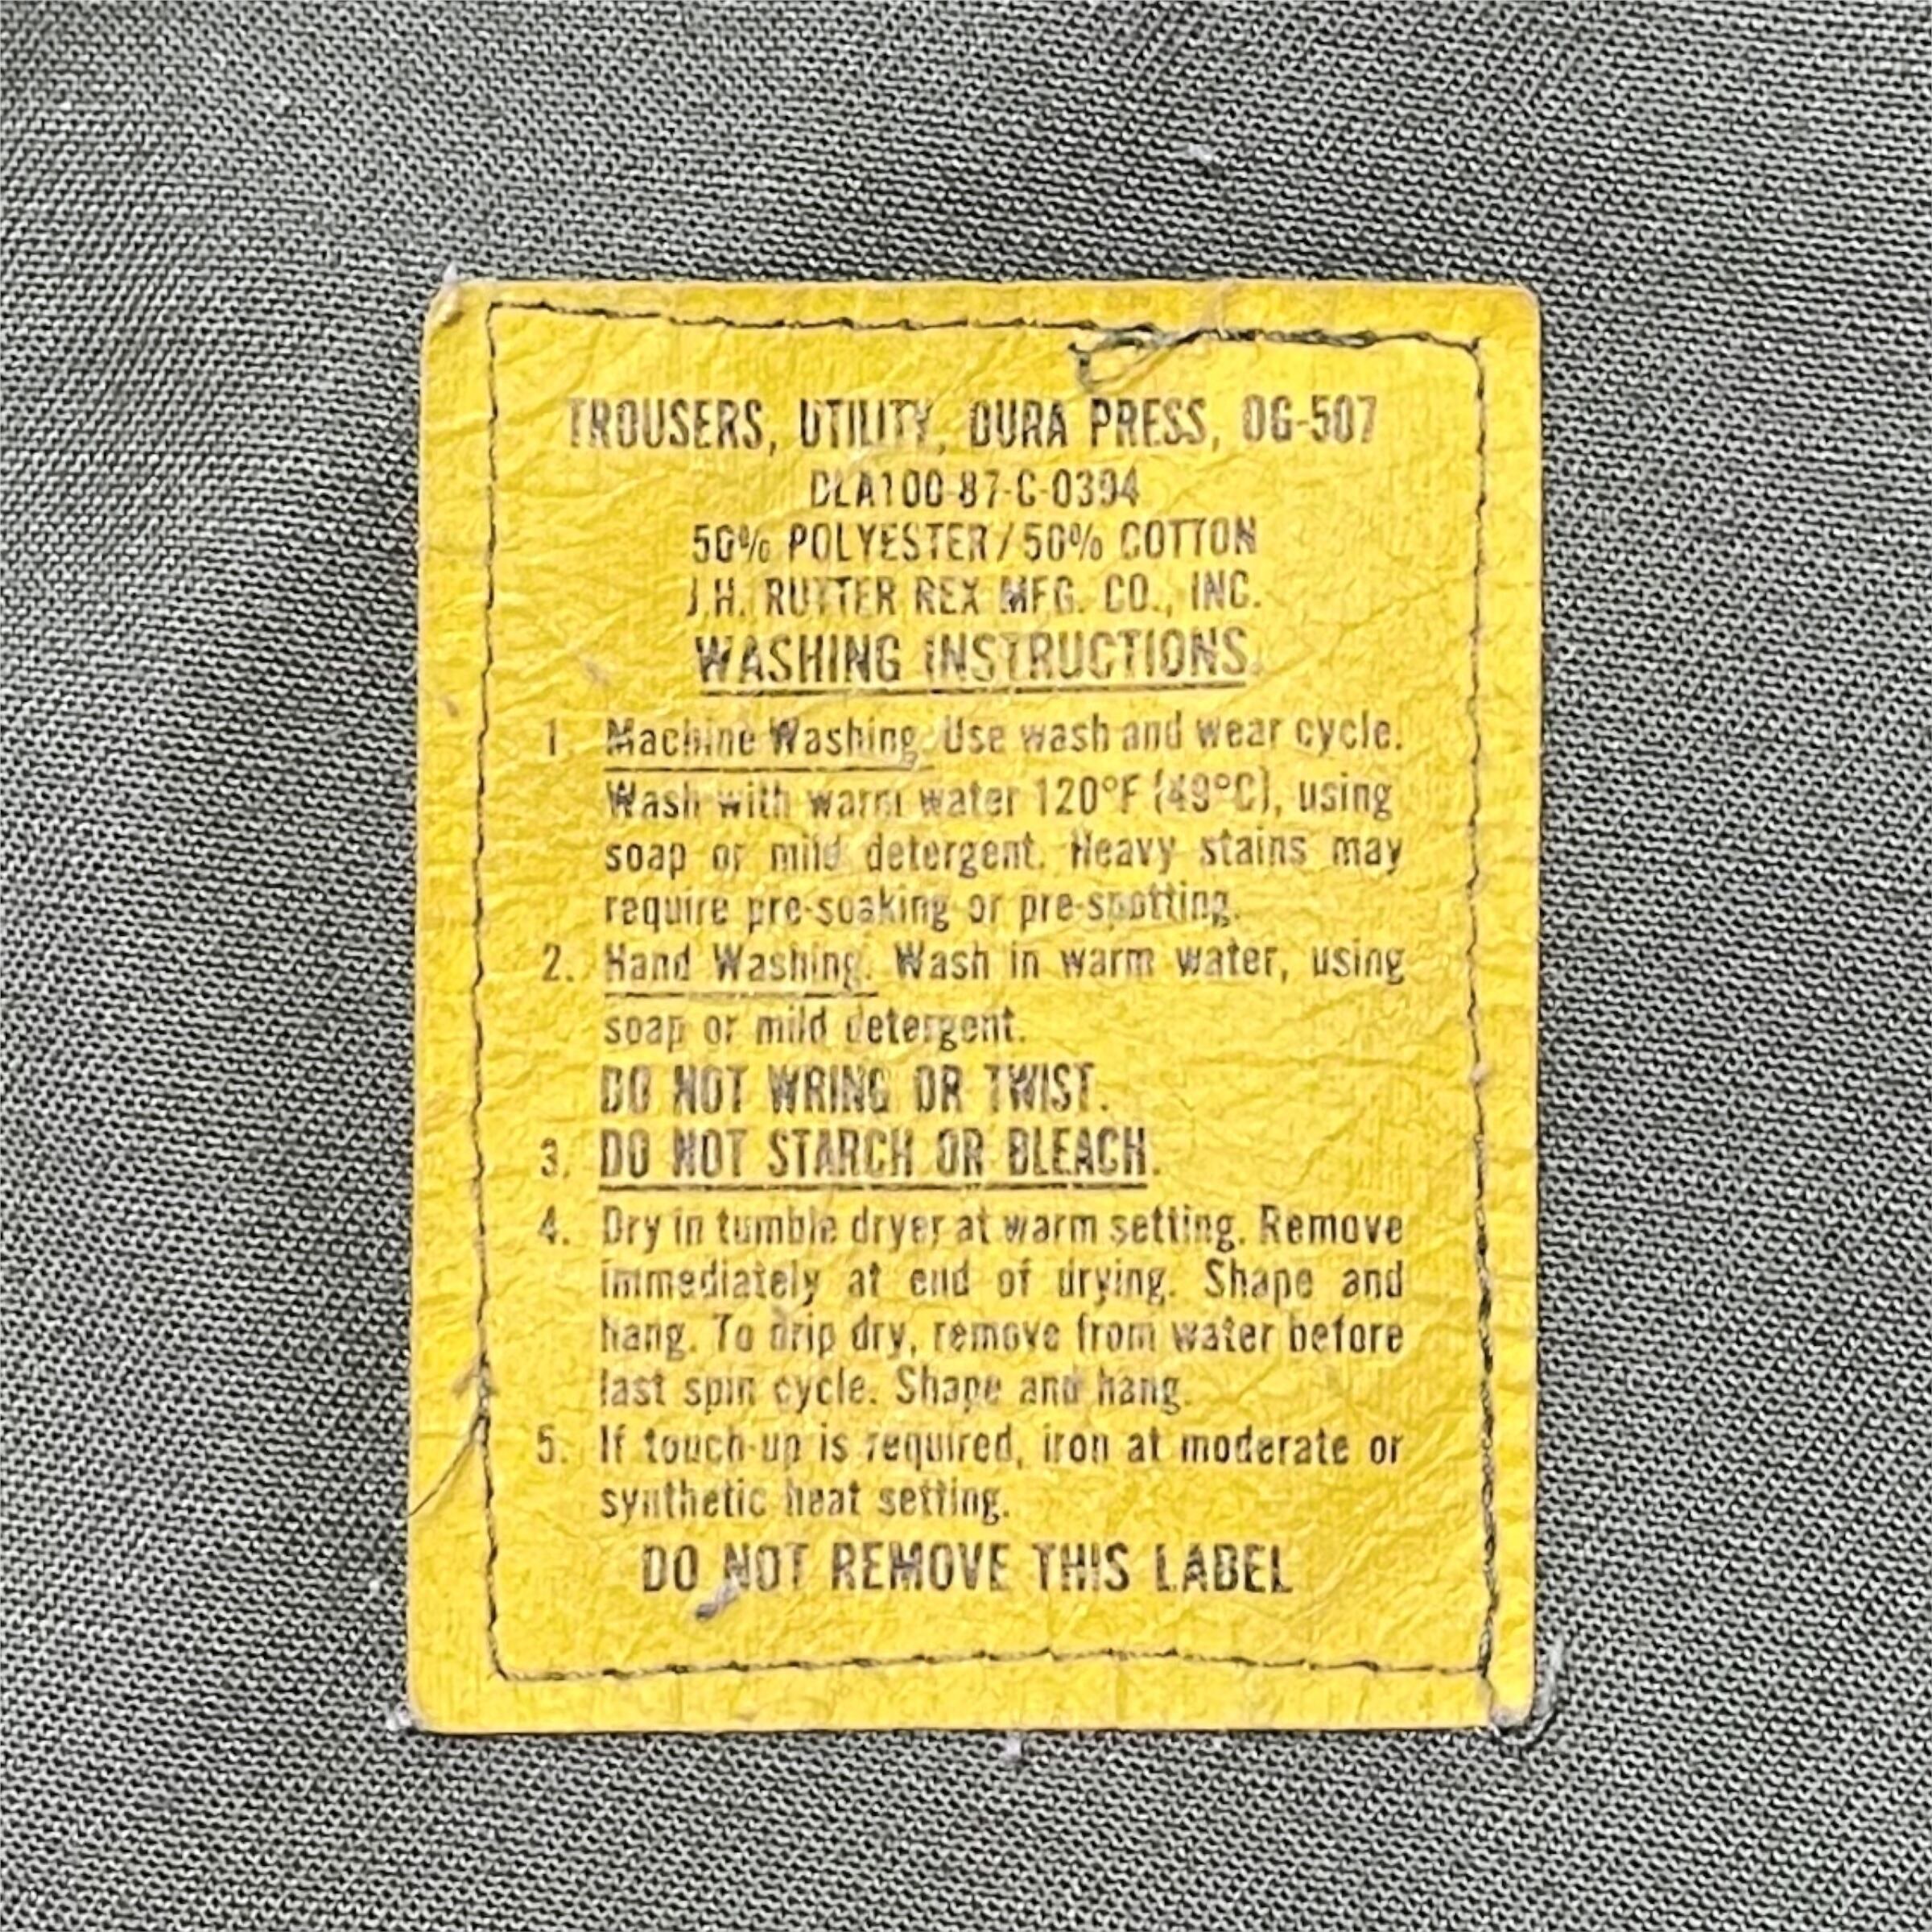 TROUSERS, UTILITY, DURA PRESS, OG-507
DLA100-87-C-0394
50% POLYESTER / 50% COTTON
J.H. RUTTER REX MFG. CO., INC.
WASHING INSTRUCTIONS.
1. Machine Washing. Use wash and wear cycle.
Wash with warm water 120°F (49°C), using
soap or mild detergent. Heavy stains may
require pre-soaking or pre-spotting.
2. Hand Washing. Wash in warm water, using
soap or mild detergent.
DO NOT WRING OR TWIST.
3. DO NOT STARCH OR BLEACH.
4. Dry in tumble dryer at warm setting. Remove
immediately at end of drying. Shape and
hang. To drip dry, remove from water before
last spin cycle. Shape and hang.
5. If touch-up is required, iron at moderate or
synthetic heat setting.
DO NOT REMOVE THIS LABEL